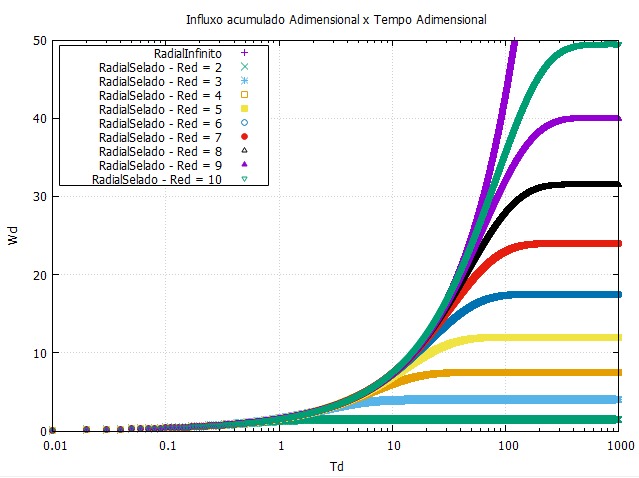 Influxo acumulado Adimensional x Tempo Adimensional
RadialInfinito
RadialSelado - Red = 2
RadialSelado - Red = 3
RadialSelado - Red = 4
RadialSelado - Red = 5
RadialSelado - Red = 6
RadialSelado - Red = 7
RadialSelado - Red = 8
RadialSelado - Red = 9
RadialSelado - Red = 10
50
40
30
20
10
0
Wd
0.01 0.1 1 10 100 1000
Td